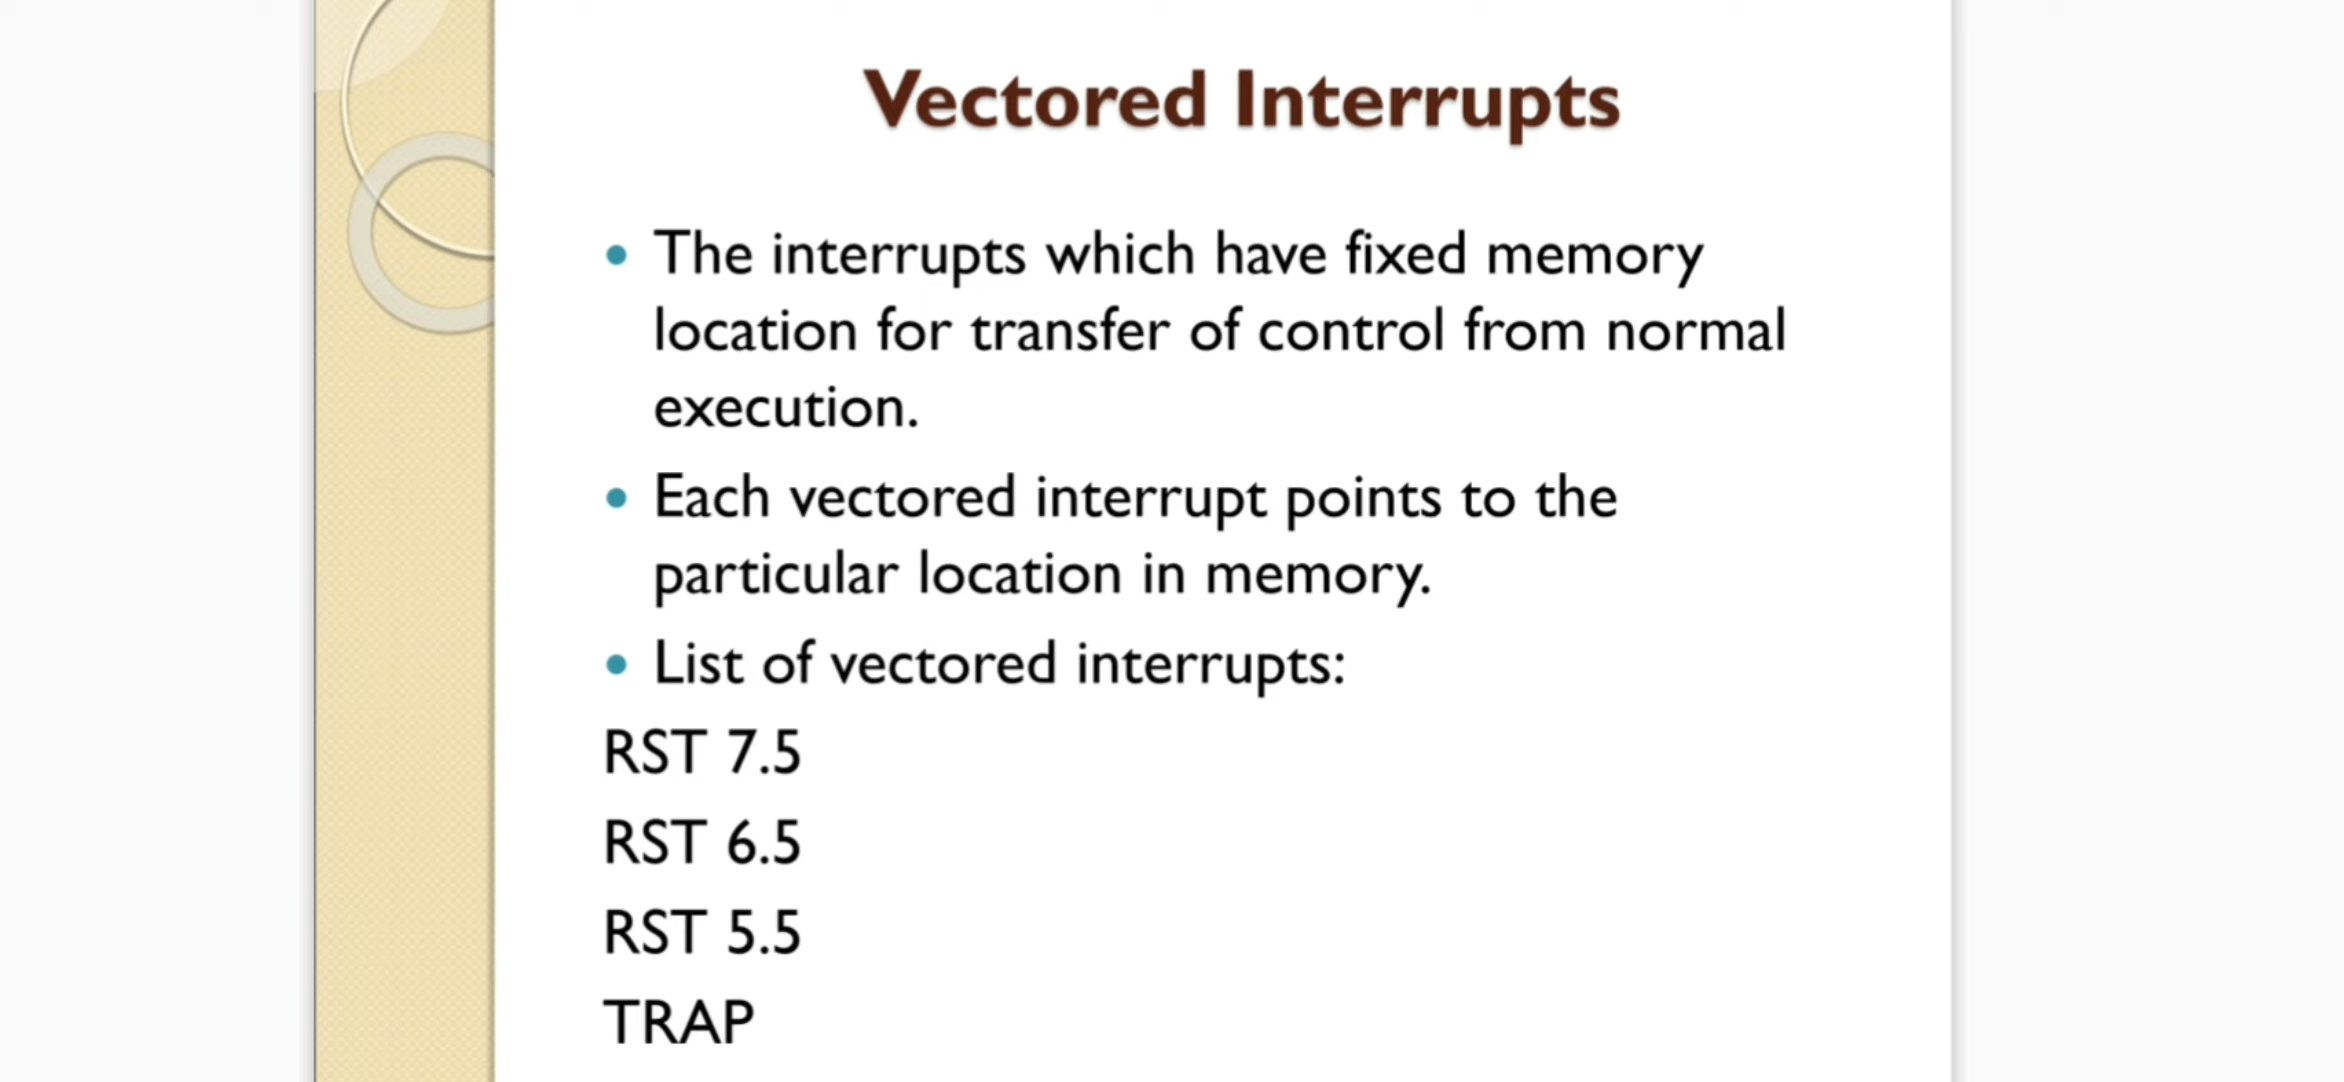 Vectored Interrupts
• The interrupts which have fixed memory
location for transfer of control from normal
execution.
• Each vectored interrupt points to the
particular location in memory.
• List of vectored interrupts:
RST 7.5
RST 6.5
RST 5.5
TRAP